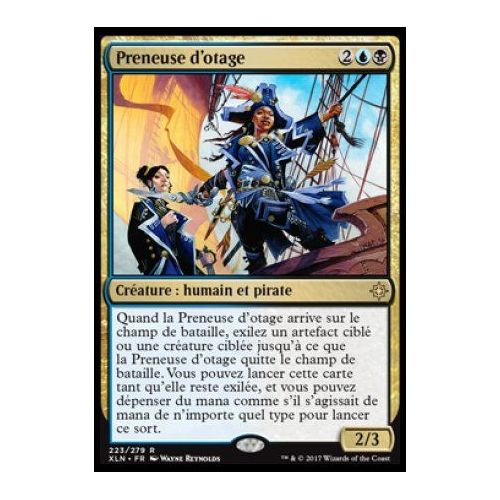 Preneuse d'otage 2
Créature : humain et pirate
Quand la Preneuse d'otage arrive sur le
champ de bataille, exilez un artefact ciblé
ou une créature ciblée jusqu'à ce que
la Preneuse d'otage quitte le champ de
bataille. Vous pouvez lancer cette carte
tant qu'elle reste exilée, et vous pouvez
dépenser du mana comme s'il s'agissait de
mana de n'importe quel type pour lancer
ce sort.
2/3
223/279 R
XLN • FR Wayne Reynolds
™ & © 2017 Wizards of the Coast